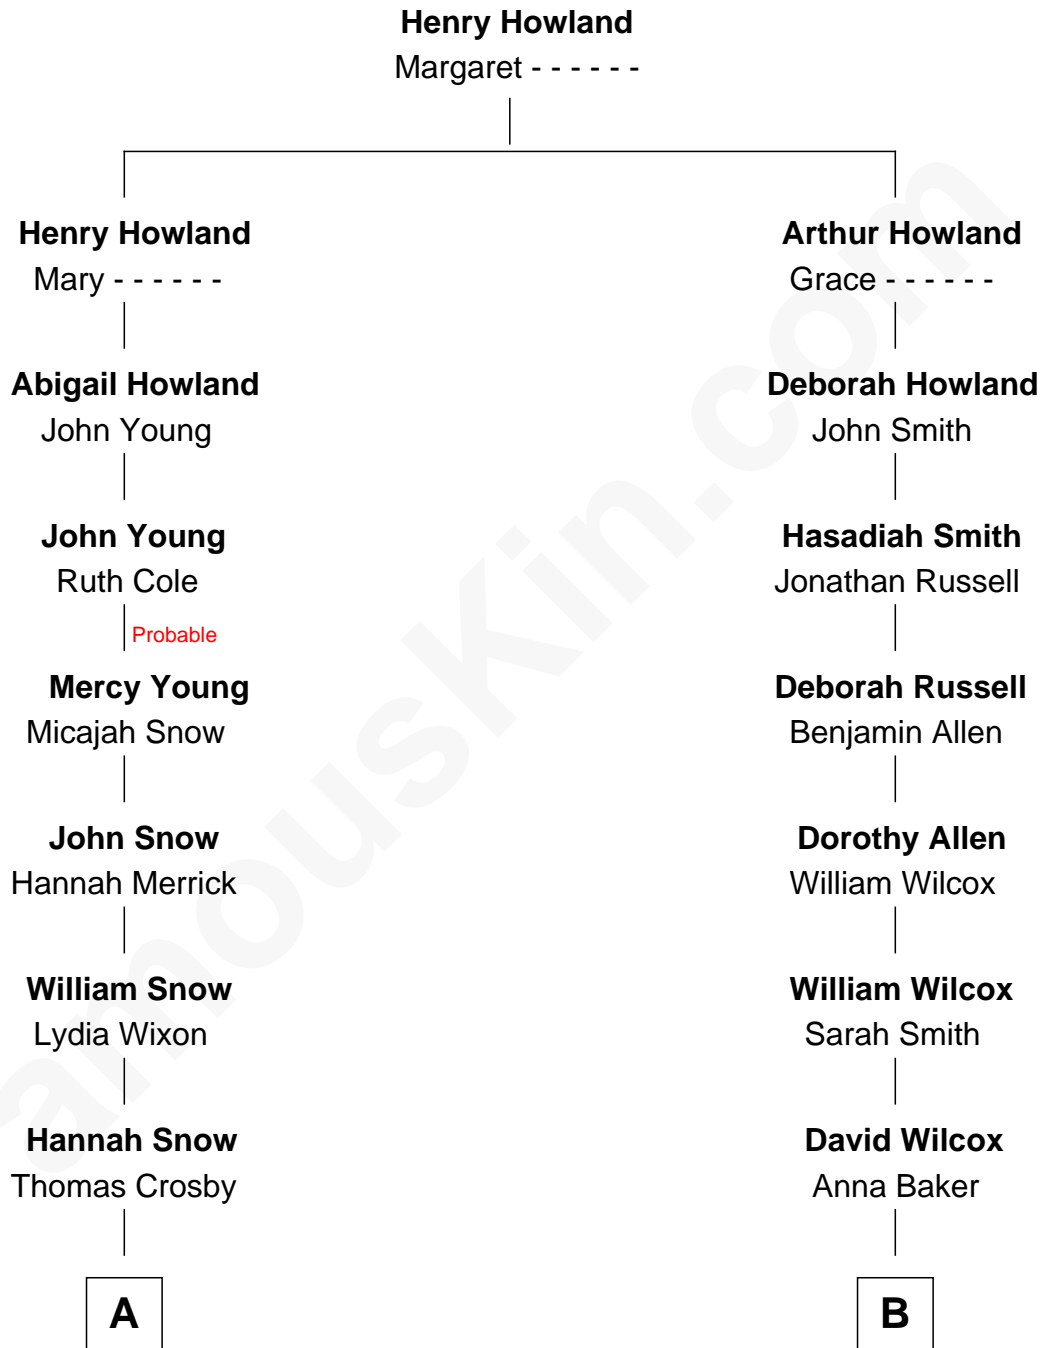 Henry Howland
Margaret - - - - - -
Henry Howland
Mary - - - - - -
Arthur Howland
Grace - - - - - -
Abigail Howland
John Young
Deborah Howland
John Smith
John Young
Ruth Cole
Hasadiah Smith
Jonathan Russell
Probable
Mercy Young
Micajah Snow
Deborah Russell
Benjamin Allen
John Snow
Hannah Merrick
Dorothy Allen
William Wilcox
William Snow
Lydia Wixon
William Wilcox
Sarah Smith
Hannah Snow
Thomas Crosby
David Wilcox
Anna Baker
A
B
amouskin.com